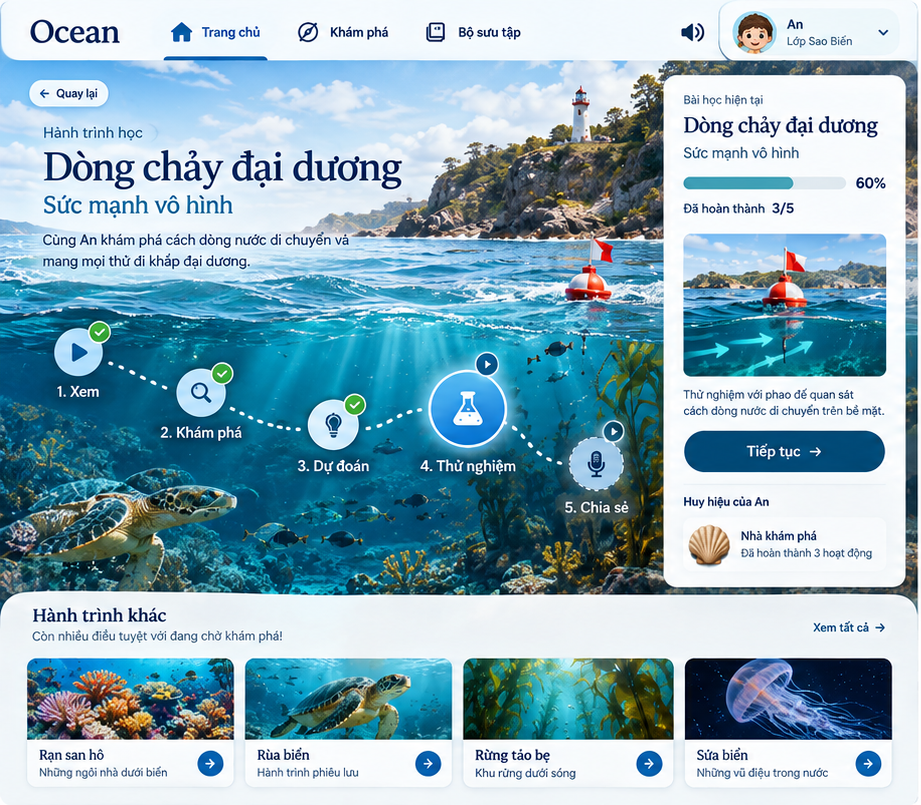 Ocean
Trang chủ
Khám phá
Bộ sưu tập
An
Lớp Sao Biển
← Quay lại
Hành trình học
Dòng chảy đại dương
Sức mạnh vô hình
Cùng An khám phá cách dòng nước di chuyển và
mang mọi thứ đi khắp đại dương.
1. Xem
2. Khám phá
3. Dự đoán
4. Thử nghiệm
5. Chia sẻ
Bài học hiện tại
Dòng chảy đại dương
Sức mạnh vô hình
60%
Đã hoàn thành 3/5
Thử nghiệm với phao để quan sát
cách dòng nước di chuyển trên bề mặt.
Tiếp tục →
Huy hiệu của An
Nhà khám phá
Đã hoàn thành 3 hoạt động
Hành trình khác
Còn nhiều điều tuyệt vời đang chờ khám phá!
Xem tất cả →
Rạn san hô
Những ngôi nhà dưới biển
Rùa biển
Hành trình phiêu lưu
Rừng tảo bẹ
Khu rừng dưới sóng
Sứa biển
Những vũ điệu trong nước